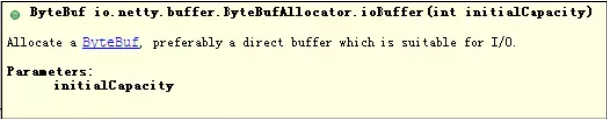 ByteBuf io.netty.buffer.ByteBufAllocator.ioBuffer(int initialCapacity)
Allocate a ByteBuf, preferably a direct buffer which is suitable for I/O.
Parameters:
initialCapacity